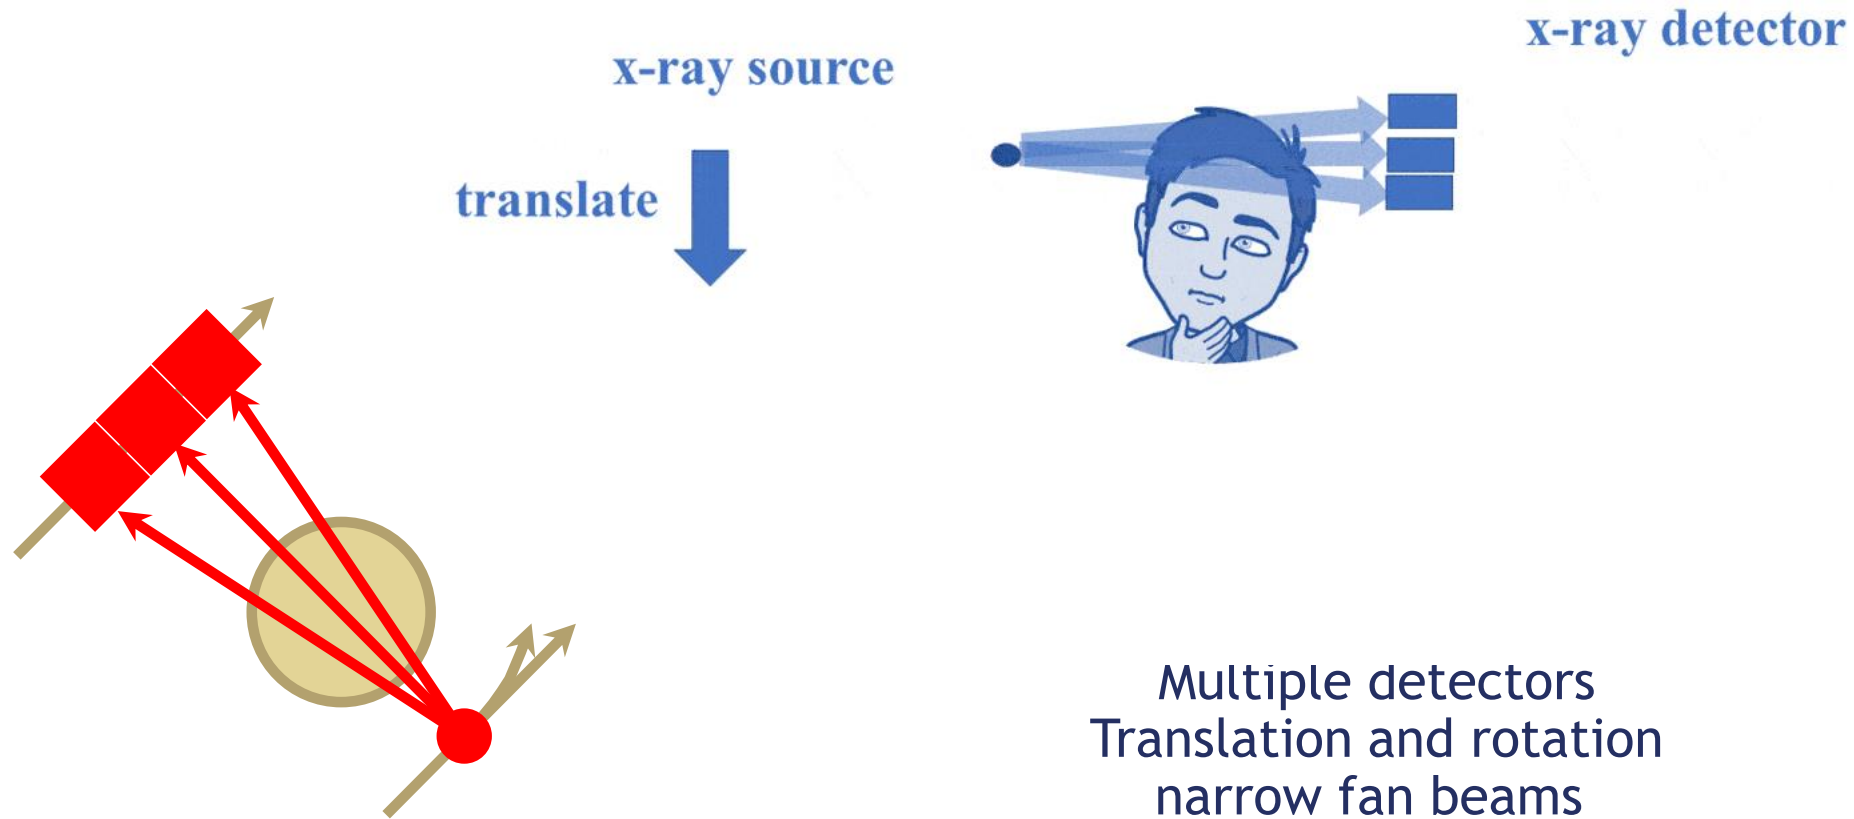 x-ray detector
x-ray source
translate
Multiple detectors
Translation and rotation
narrow fan beams